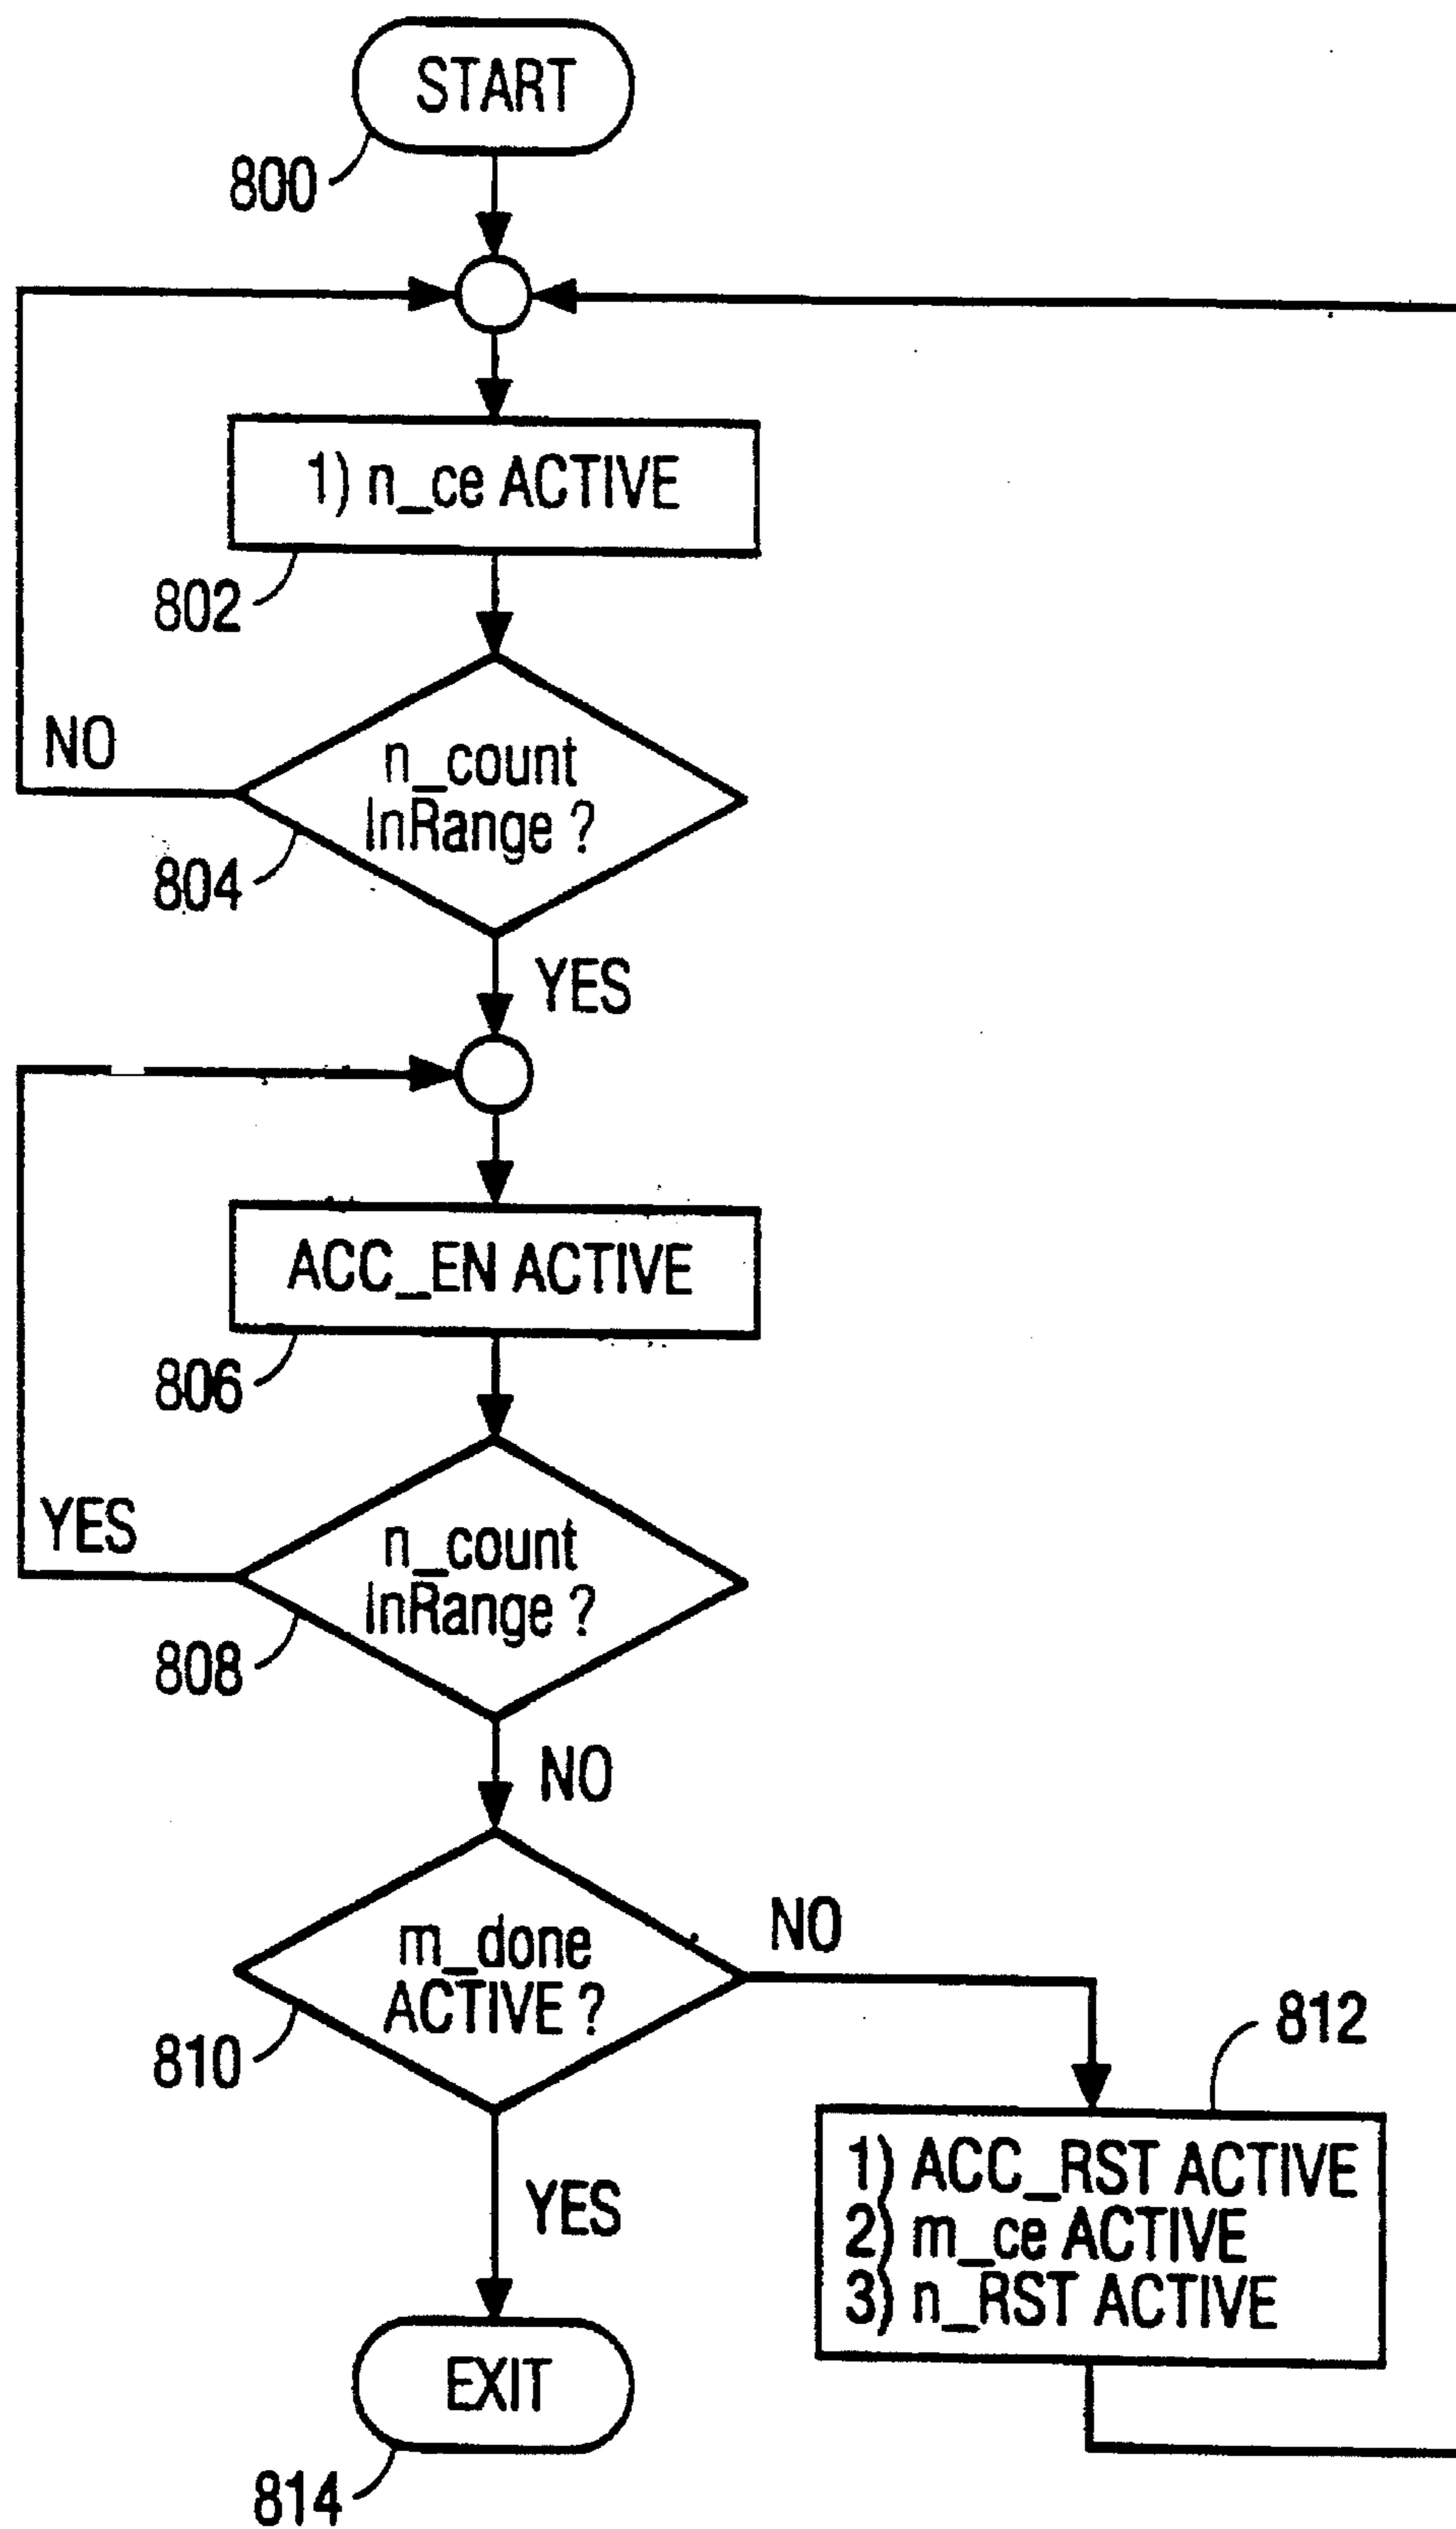 START
800
1) n_ce ACTIVE
802
NO
n_count
InRange ?
804
YES
ACC_EN ACTIVE
806
YES
n_count
InRange ?
808
NO
m_done
ACTIVE ?
NO
810
812
1) ACC_RST ACTIVE
2) m_ce ACTIVE
3) n_RST ACTIVE
YES
EXIT
814